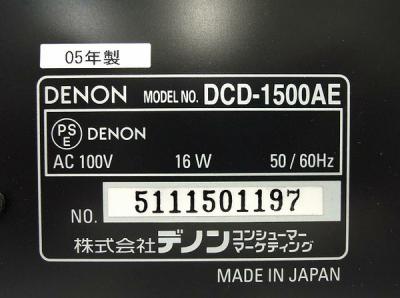 05年製
DENON MODEL NO. DCD-1500AE
PS
E DENON
AC 100V 16 W 50 / 60Hz
NO. 5111501197
株式会社デノン コンシューマー
マーケティング
MADE IN JAPAN